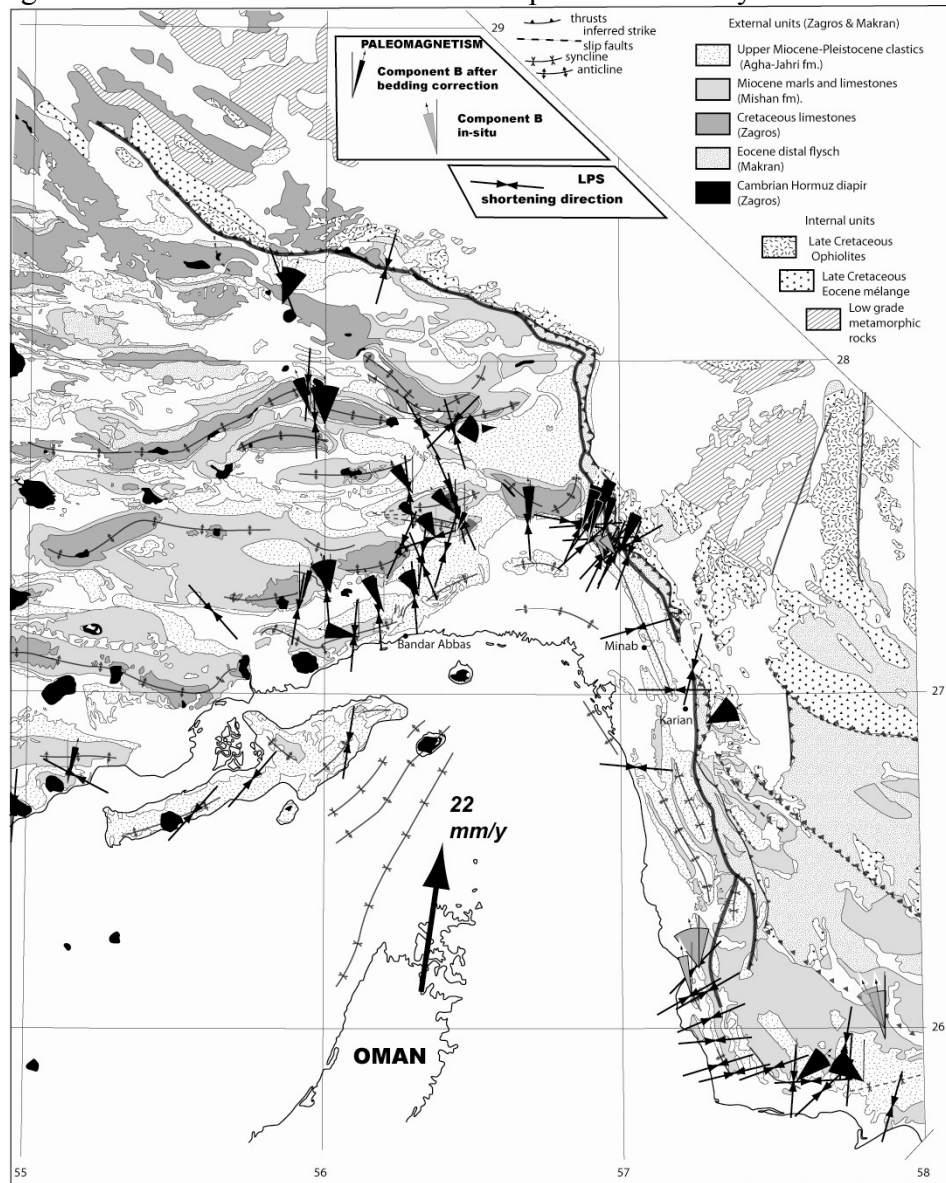 29
thrusts
inferred strike
slip faults
syncline
anticline
PALEOMAGNETISM
Component B after
bedding correction
Component B
in-situ
LPS
shortening direction
External units (Zagros & Makran)
Upper Miocene-Pleistocene clastics
(Agha-Jahri fm.)
Miocene marls and limestones
(Mishan fm).
Cretaceous limestones
(Zagros)
Eocene distal flysch
(Makran)
Cambrian Hormuz diapir
(Zagros)
Internal units
Late Cretaceous
Ophiolites
Late Cretaceous
Eocene mélange
Low grade
metamorphic
rocks
28
Bandar Abbas
Minab
27
Karian
22
mm/y
26
OMAN
55
56
57
58